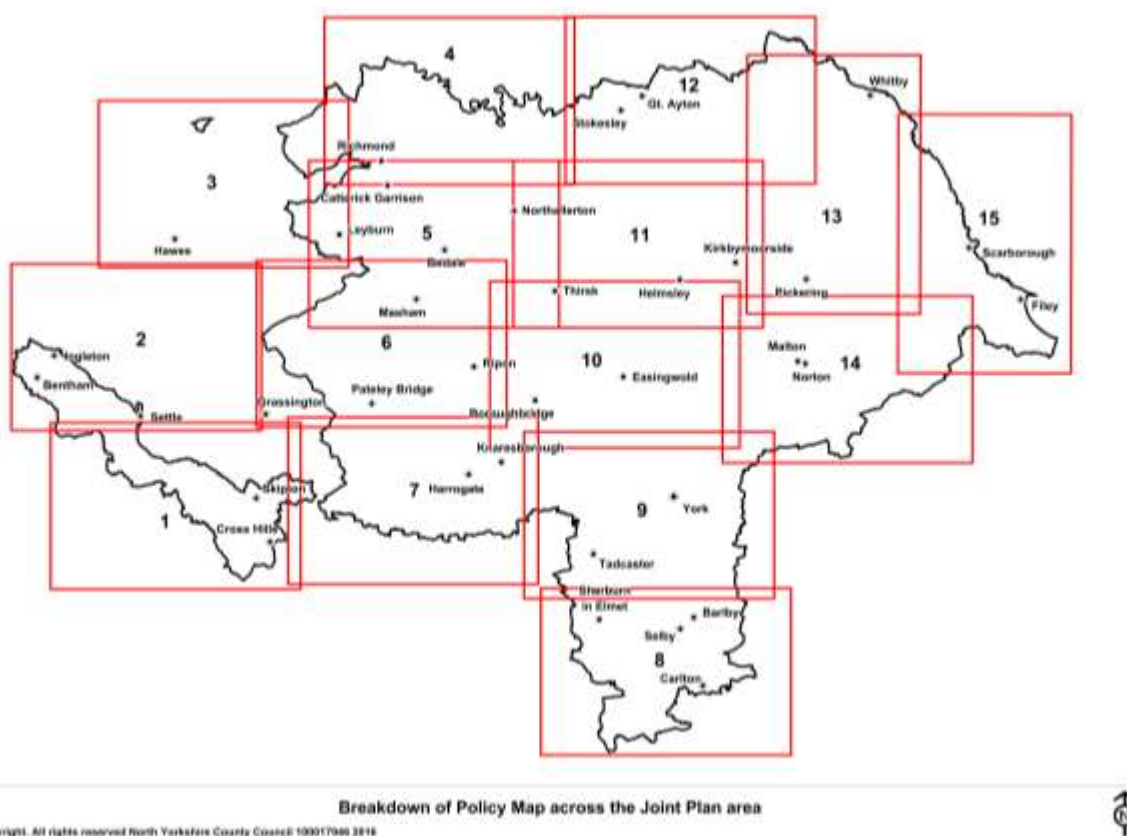 4
12
Whitby
Gt. Ayton
Stokesley
Richmond
3
Catterick Garrison
13
15
Northallerton
Leyburn
5
11
Hawes
Kirkbymoorside
Scarborough
Bedale
Thirsk
Helmsley
Pickering
Masham
Filey
2
6
Ingleton
Ripon
10
Malton
14
Bentham
Pateley Bridge
Easingwold
Norton
Grassington
Settle
Boroughbridge
Knaresborough
Harrogate
7
Skipton
1
9
York
Cross Hills
Tadcaster
Sherburn
in Elmet
Barlby
Selby
8
Carlton
Breakdown of Policy Map across the Joint Plan area
right. All rights reserved North Yorkshire County Council 2016
N